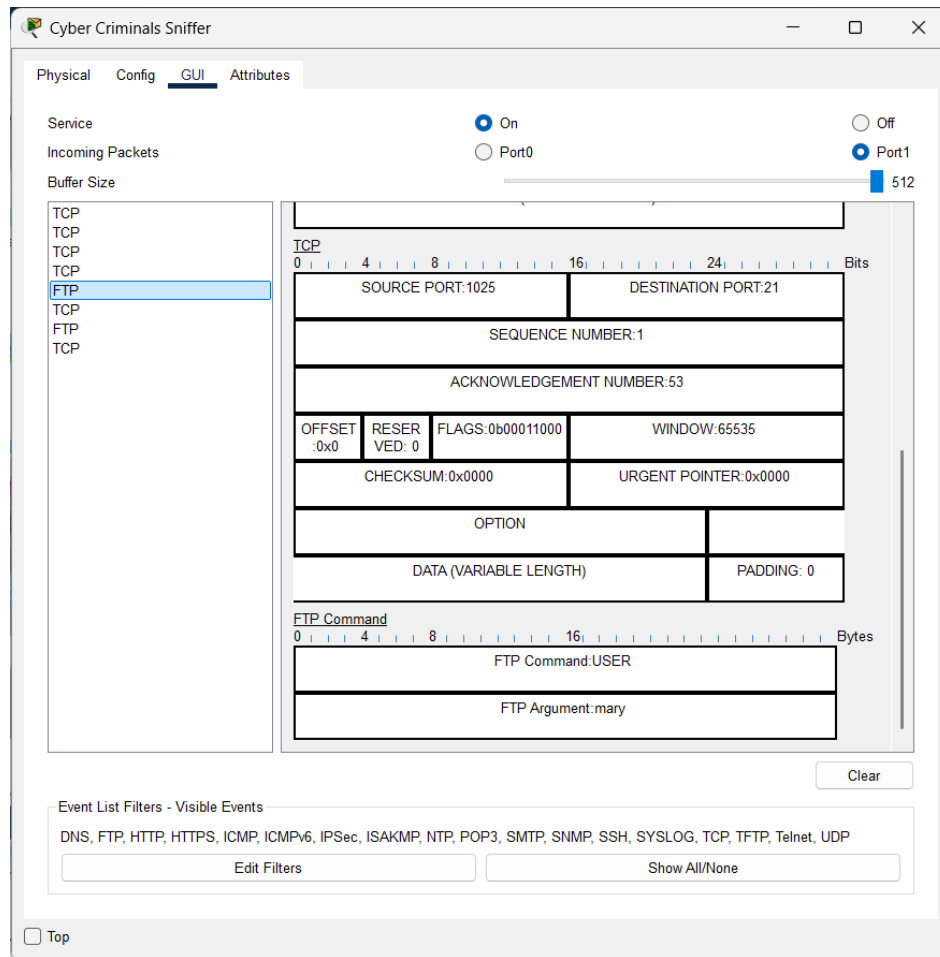 Cyber Criminals Sniffer
Physical Config GUI Attributes
Service On Off
Incoming Packets Port0 Port1
Buffer Size 512
TCP
TCP
TCP
TCP
FTP
TCP
FTP
TCP
TCP
0 4 8 16 24 Bits
SOURCE PORT:1025 DESTINATION PORT:21
SEQUENCE NUMBER:1
ACKNOWLEDGEMENT NUMBER:53
OFFSET RESER FLAGS:0b00011000 WINDOW:65535
:0x0 VED: 0
CHECKSUM:0x0000 URGENT POINTER:0x0000
OPTION
DATA (VARIABLE LENGTH) PADDING: 0
FTP Command
0 4 8 16 Bytes
FTP Command:USER
FTP Argument:mary
Clear
Event List Filters - Visible Events
DNS, FTP, HTTP, HTTPS, ICMP, ICMPv6, IPSec, ISAKMP, NTP, POP3, SMTP, SNMP, SSH, SYSLOG, TCP, TFTP, Telnet, UDP
Edit Filters Show All/None
Top